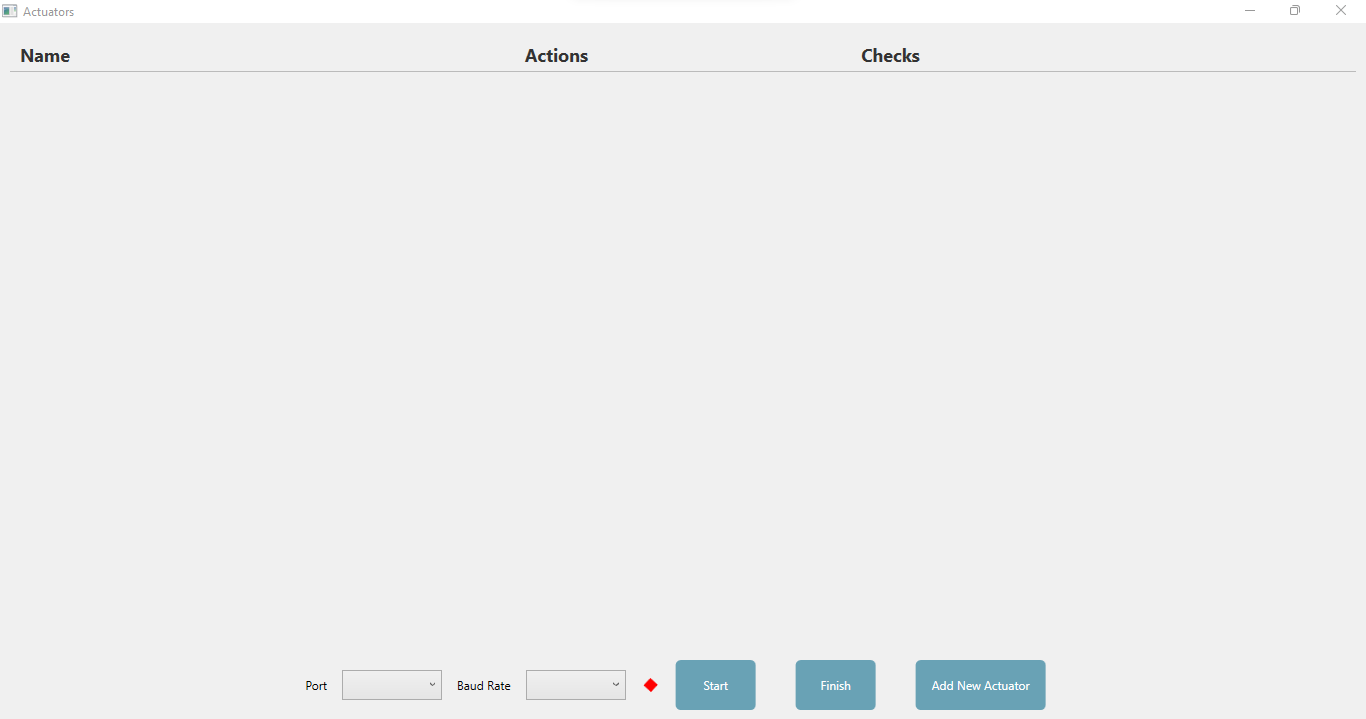 Actuators
Name Actions Checks
Port Baud Rate Start Finish Add New Actuator